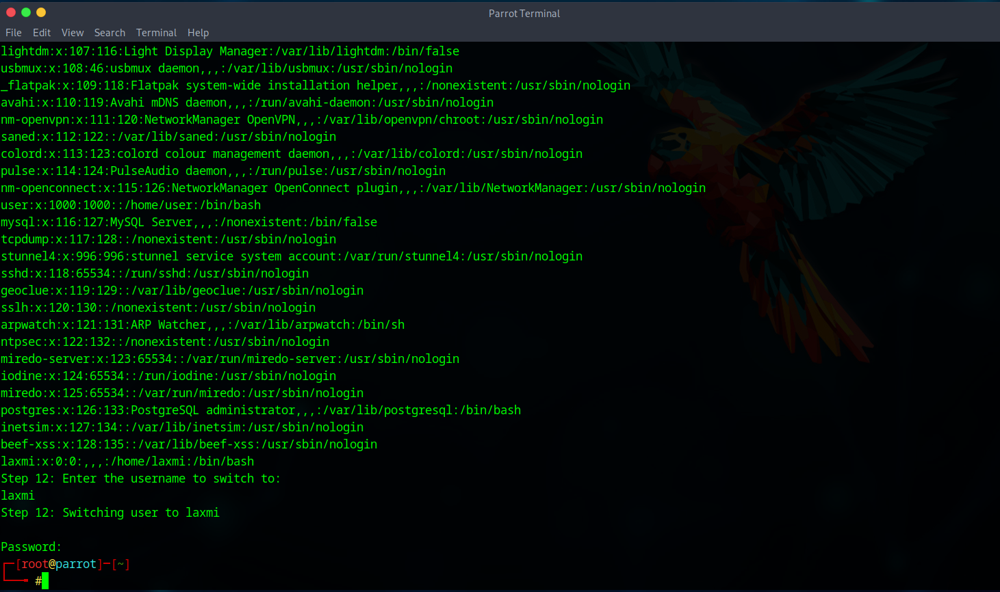 Parrot Terminal
File Edit View Search Terminal Help
lightdm:x:107:116:Light Display Manager:/var/lib/lightdm:/bin/false
usbmux:x:108:46:usbmux daemon,,,:/var/lib/usbmux:/usr/sbin/nologin
_flatpak:x:109:118:Flatpak system-wide installation helper,,,:/nonexistent:/usr/sbin/nologin
avahi:x:110:119:Avahi mDNS daemon,,,:/run/avahi-daemon:/usr/sbin/nologin
nm-openvpn:x:111:120:NetworkManager OpenVPN,,,:/var/lib/openvpn/chroot:/usr/sbin/nologin
saned:x:112:122::/var/lib/saned:/usr/sbin/nologin
colord:x:113:123:colord colour management daemon,,,:/var/lib/colord:/usr/sbin/nologin
pulse:x:114:124:PulseAudio daemon,,,:/run/pulse:/usr/sbin/nologin
nm-openconnect:x:115:126:NetworkManager OpenConnect plugin,,,:/var/lib/NetworkManager:/usr/sbin/nologin
user:x:1000:1000::/home/user:/bin/bash
mysql:x:116:127:MySQL Server,,,:/nonexistent:/bin/false
tcpdump:x:117:128::/nonexistent:/usr/sbin/nologin
stunnel4:x:996:996:stunnel service system account:/var/run/stunnel4:/usr/sbin/nologin
sshd:x:118:65534::/run/sshd:/usr/sbin/nologin
geoclue:x:119:129::/var/lib/geoclue:/usr/sbin/nologin
sslh:x:120:130::/nonexistent:/usr/sbin/nologin
arpwatch:x:121:131:ARP Watcher,,,:/var/lib/arpwatch:/bin/sh
ntpsec:x:122:132::/nonexistent:/usr/sbin/nologin
miredo-server:x:123:65534::/var/run/miredo-server:/usr/sbin/nologin
iodine:x:124:65534::/run/iodine:/usr/sbin/nologin
miredo:x:125:65534::/var/run/miredo:/usr/sbin/nologin
postgres:x:126:133:PostgreSQL administrator,,,:/var/lib/postgresql:/bin/bash
inetsim:x:127:134::/var/lib/inetsim:/usr/sbin/nologin
beef-xss:x:128:135::/var/lib/beef-xss:/usr/sbin/nologin
laxmi:x:0:0:,,,:/home/laxmi:/bin/bash
Step 12: Enter the username to switch to:
laxmi
Step 12: Switching user to laxmi
Password:
┌─[root@parrot]─[~]
└──╼ #